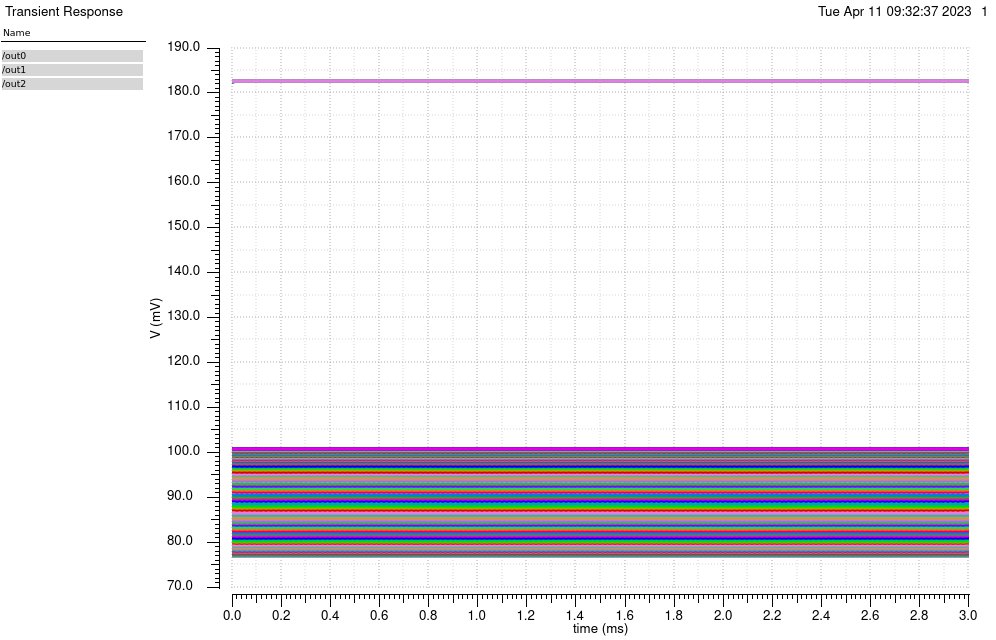 Transient Response
Tue Apr 11 09:32:37 2023 1
Name
/out0
/out1
/out2
190.0
180.0
170.0
160.0
150.0
140.0
130.0
120.0
110.0
100.0
90.0
80.0
70.0
V (mV)
0.0 0.2 0.4 0.6 0.8 1.0 1.2 1.4 1.6 1.8 2.0 2.2 2.4 2.6 2.8 3.0
time (ms)